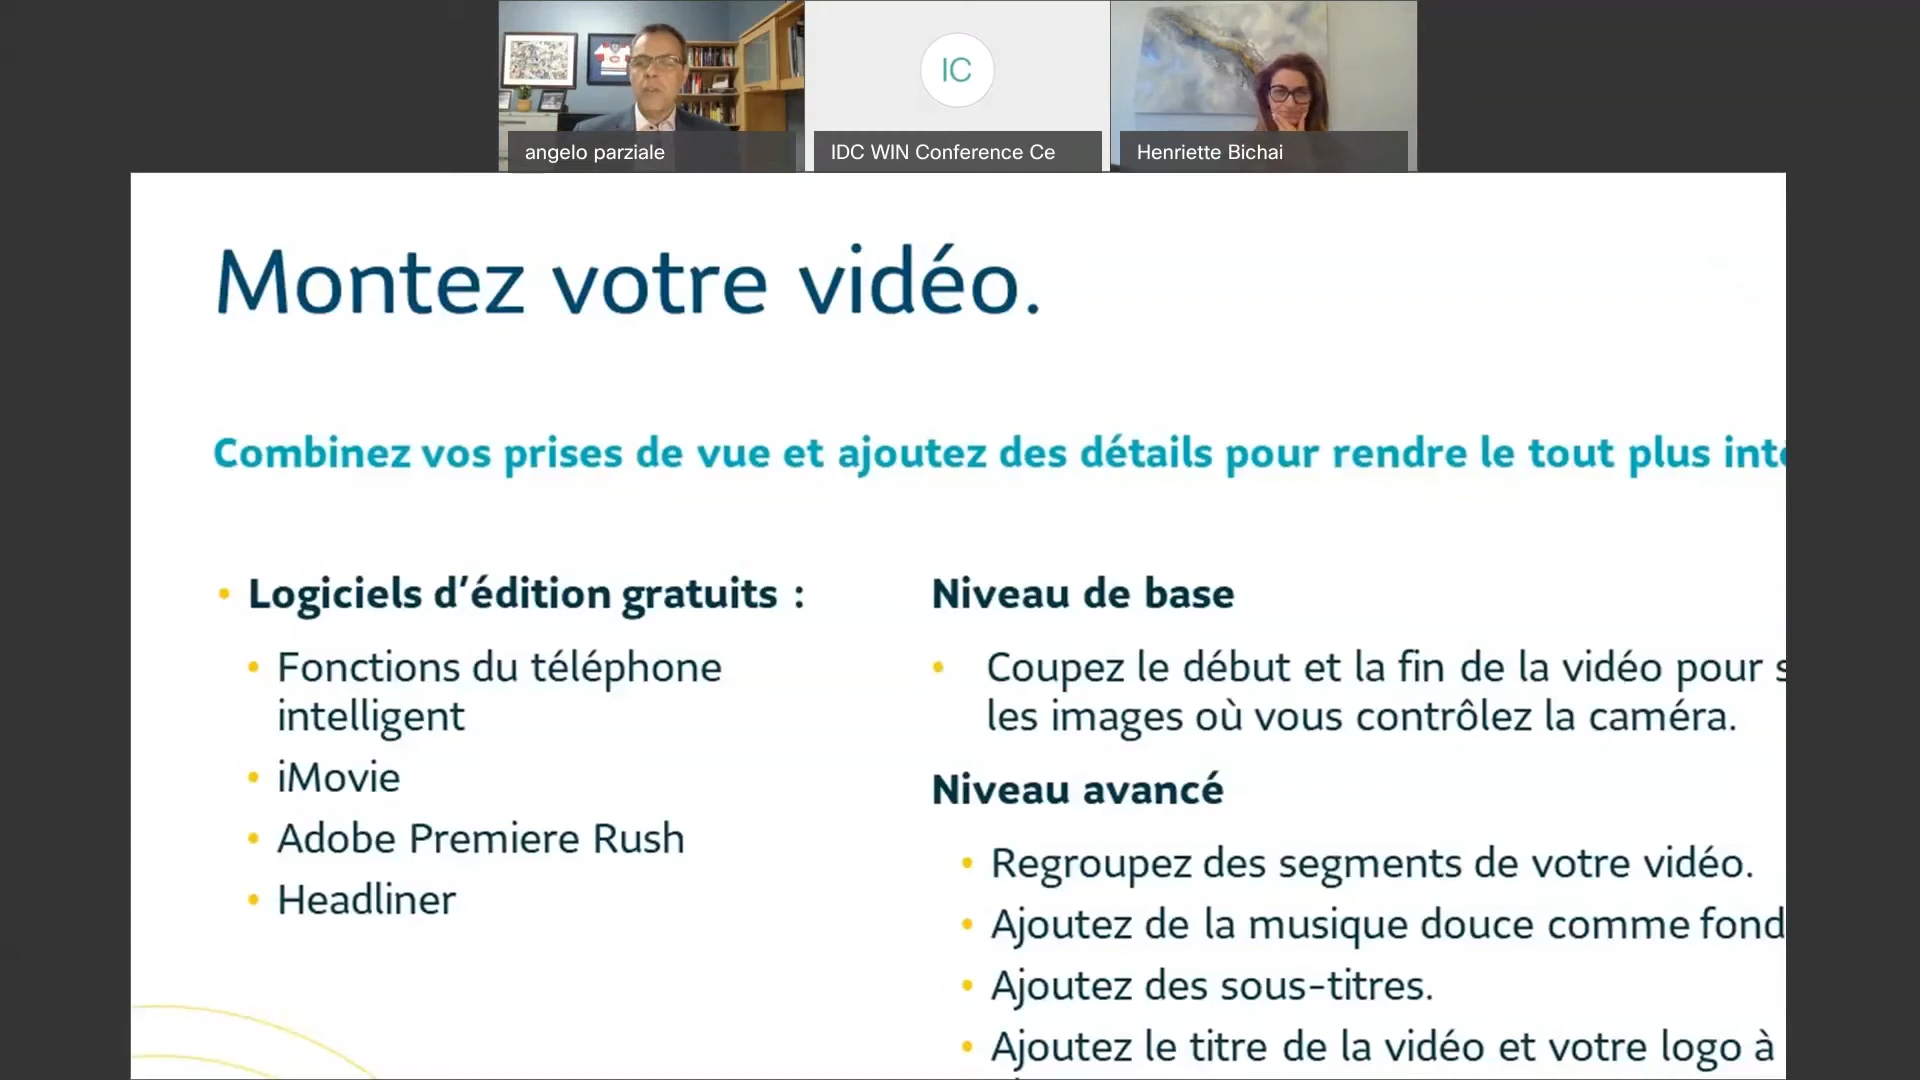 angelo parziale
IC
IDC WIN Conference Ce
Henriette Bichai
Montez votre vidéo.
Combinez vos prises de vue et ajoutez des détails pour rendre le tout plus
• Logiciels d’édition gratuits :
• Fonctions du téléphone
intelligent
• iMovie
• Adobe Premiere Rush
• Headliner
Niveau de base
• Coupez le début et la fin de la vidéo pour
les images où vous contrôlez la caméra.
Niveau avancé
• Regroupez des segments de votre vidéo.
• Ajoutez de la musique douce comme fond
• Ajoutez des sous-titres.
• Ajoutez le titre de la vidéo et votre logo à